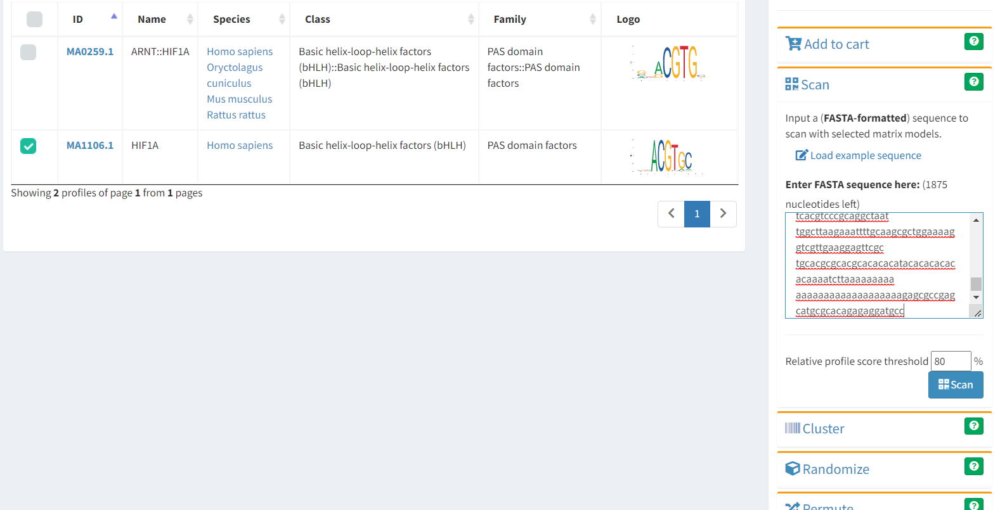 ID Name Species Class Family Logo
MA0259.1 ARNT::HIF1A Homo sapiens Basic helix-loop-helix factors PAS domain
Oryctolagus (bHLH)::Basic helix-loop-helix factors factors::PAS domain
cuniculus (bHLH) factors
Mus musculus
Rattus rattus
ACGTG
MA1106.1 HIF1A Homo sapiens Basic helix-loop-helix factors (bHLH) PAS domain factors
ACGTGC
Showing 2 profiles of page 1 from 1 pages
1
Add to cart
Scan
Input a (FASTA-formatted) sequence to
scan with selected matrix models.
Load example sequence
Enter FASTA sequence here: (1875
nucleotides left)
tcacgtcccgcaggctaat
tggcttaagaaattttgcaagcgctggaaaag
gtcgttgaaggagttcgc
tgcacgcgcacgcacacacatacacacacac
acaaaatcttaaaaaaaaa
aaaaaaaaaaaaaaaaaaagagcgccgag
catgcgcacagagaggatgcc
Relative profile score threshold 80 %
Scan
Cluster
Randomize
Permute